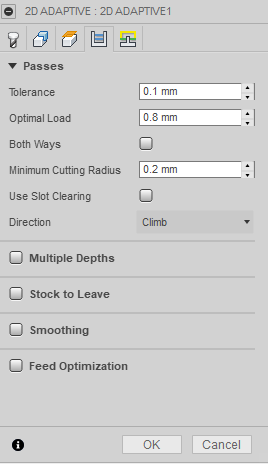 2D ADAPTIVE : 2D ADAPTIVE1
Passes
Tolerance 0.1 mm
Optimal Load 0.8 mm
Both Ways
Minimum Cutting Radius 0.2 mm
Use Slot Clearing
Direction Climb
Multiple Depths
Stock to Leave
Smoothing
Feed Optimization
OK Cancel